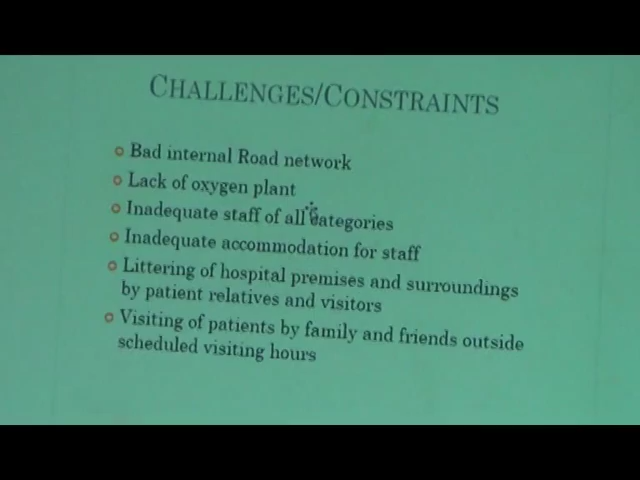 CHALLENGES/CONSTRAINTS
Bad internal Road network
Lack of oxygen plant
Inadequate staff of all categories
Inadequate accommodation for staff
Littering of hospital premises and surroundings
by patient relatives and visitors
Visiting of patients by family and friends outside
scheduled visiting hours